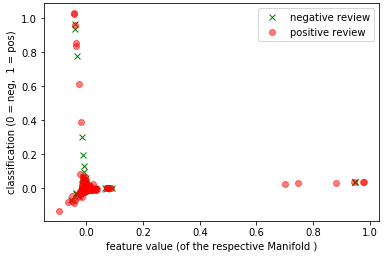 negative review
positive review
classification (0 = neg, 1 = pos)
1.0
0.8
0.6
0.4
0.2
0.0
0.0 0.2 0.4 0.6 0.8 1.0
feature value (of the respective Manifold )